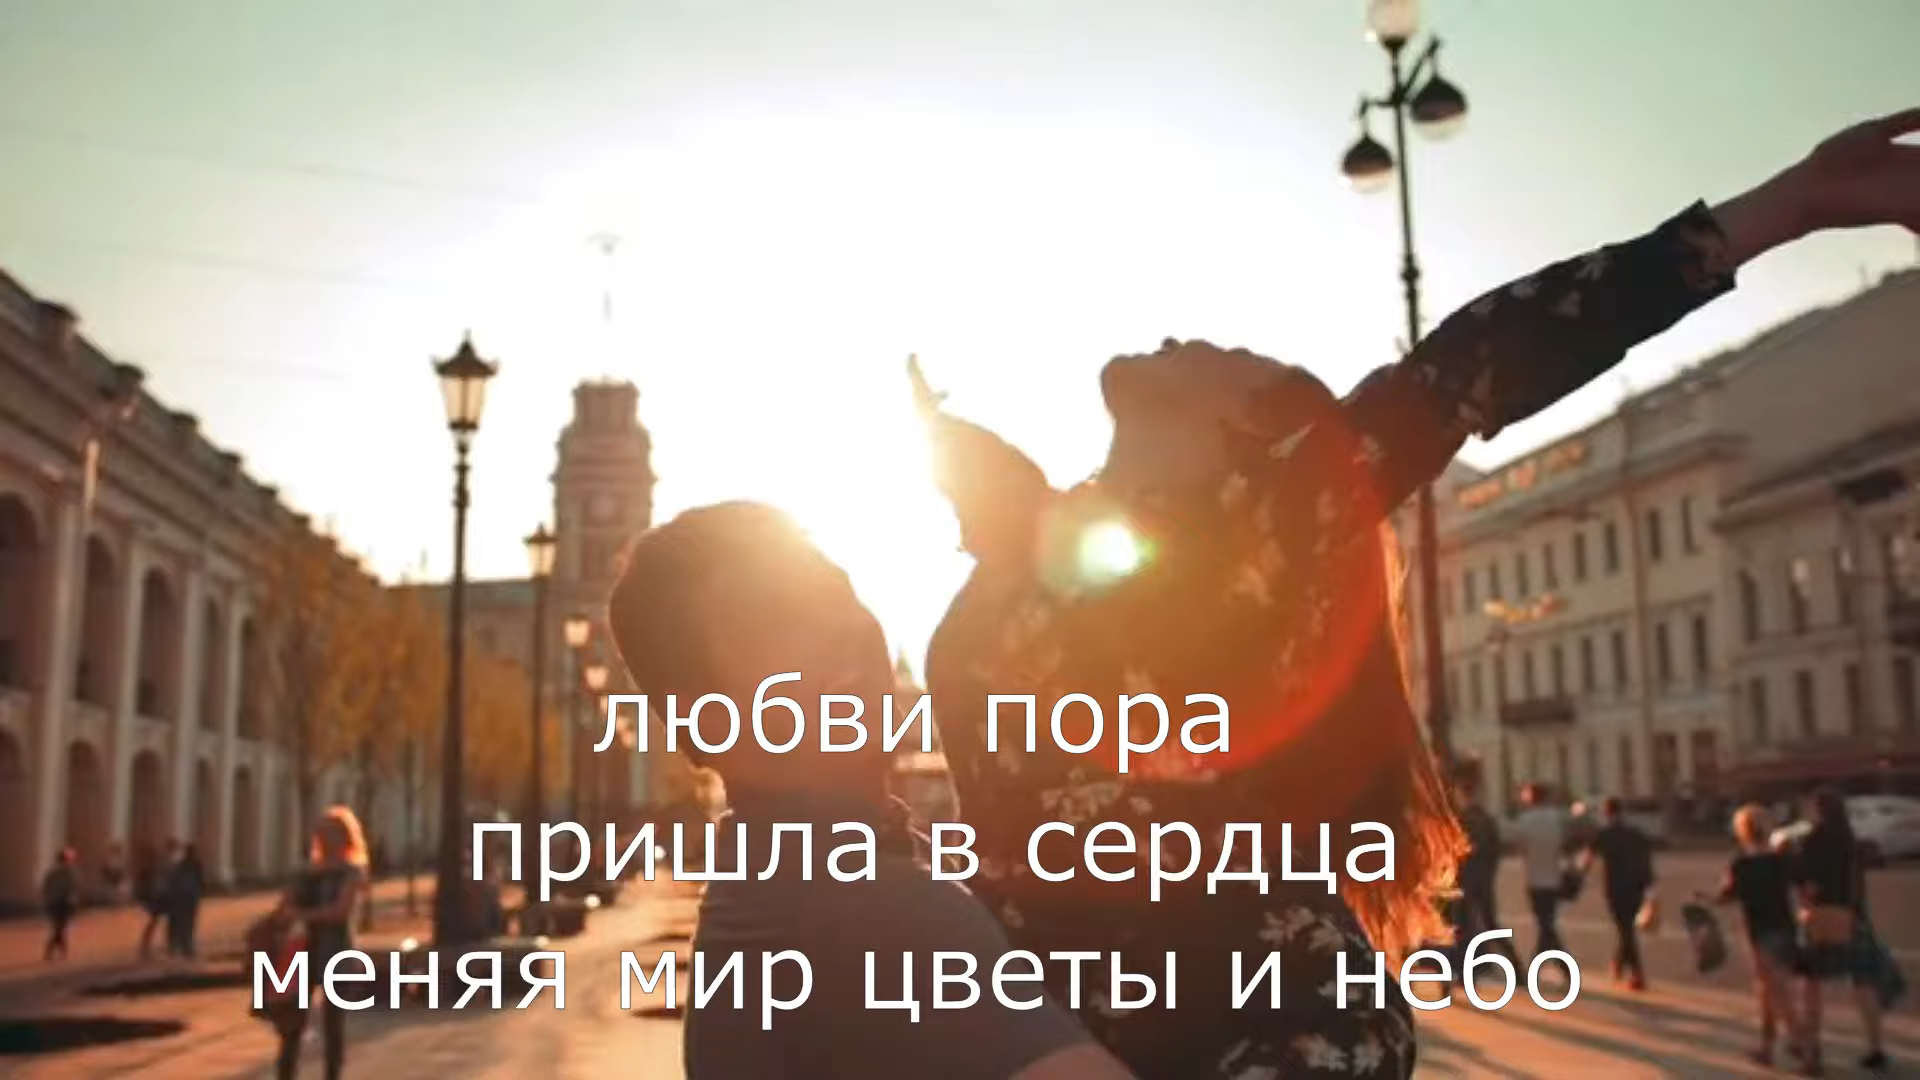 любви пора
пришла в сердца
меняя мир цветы и небо